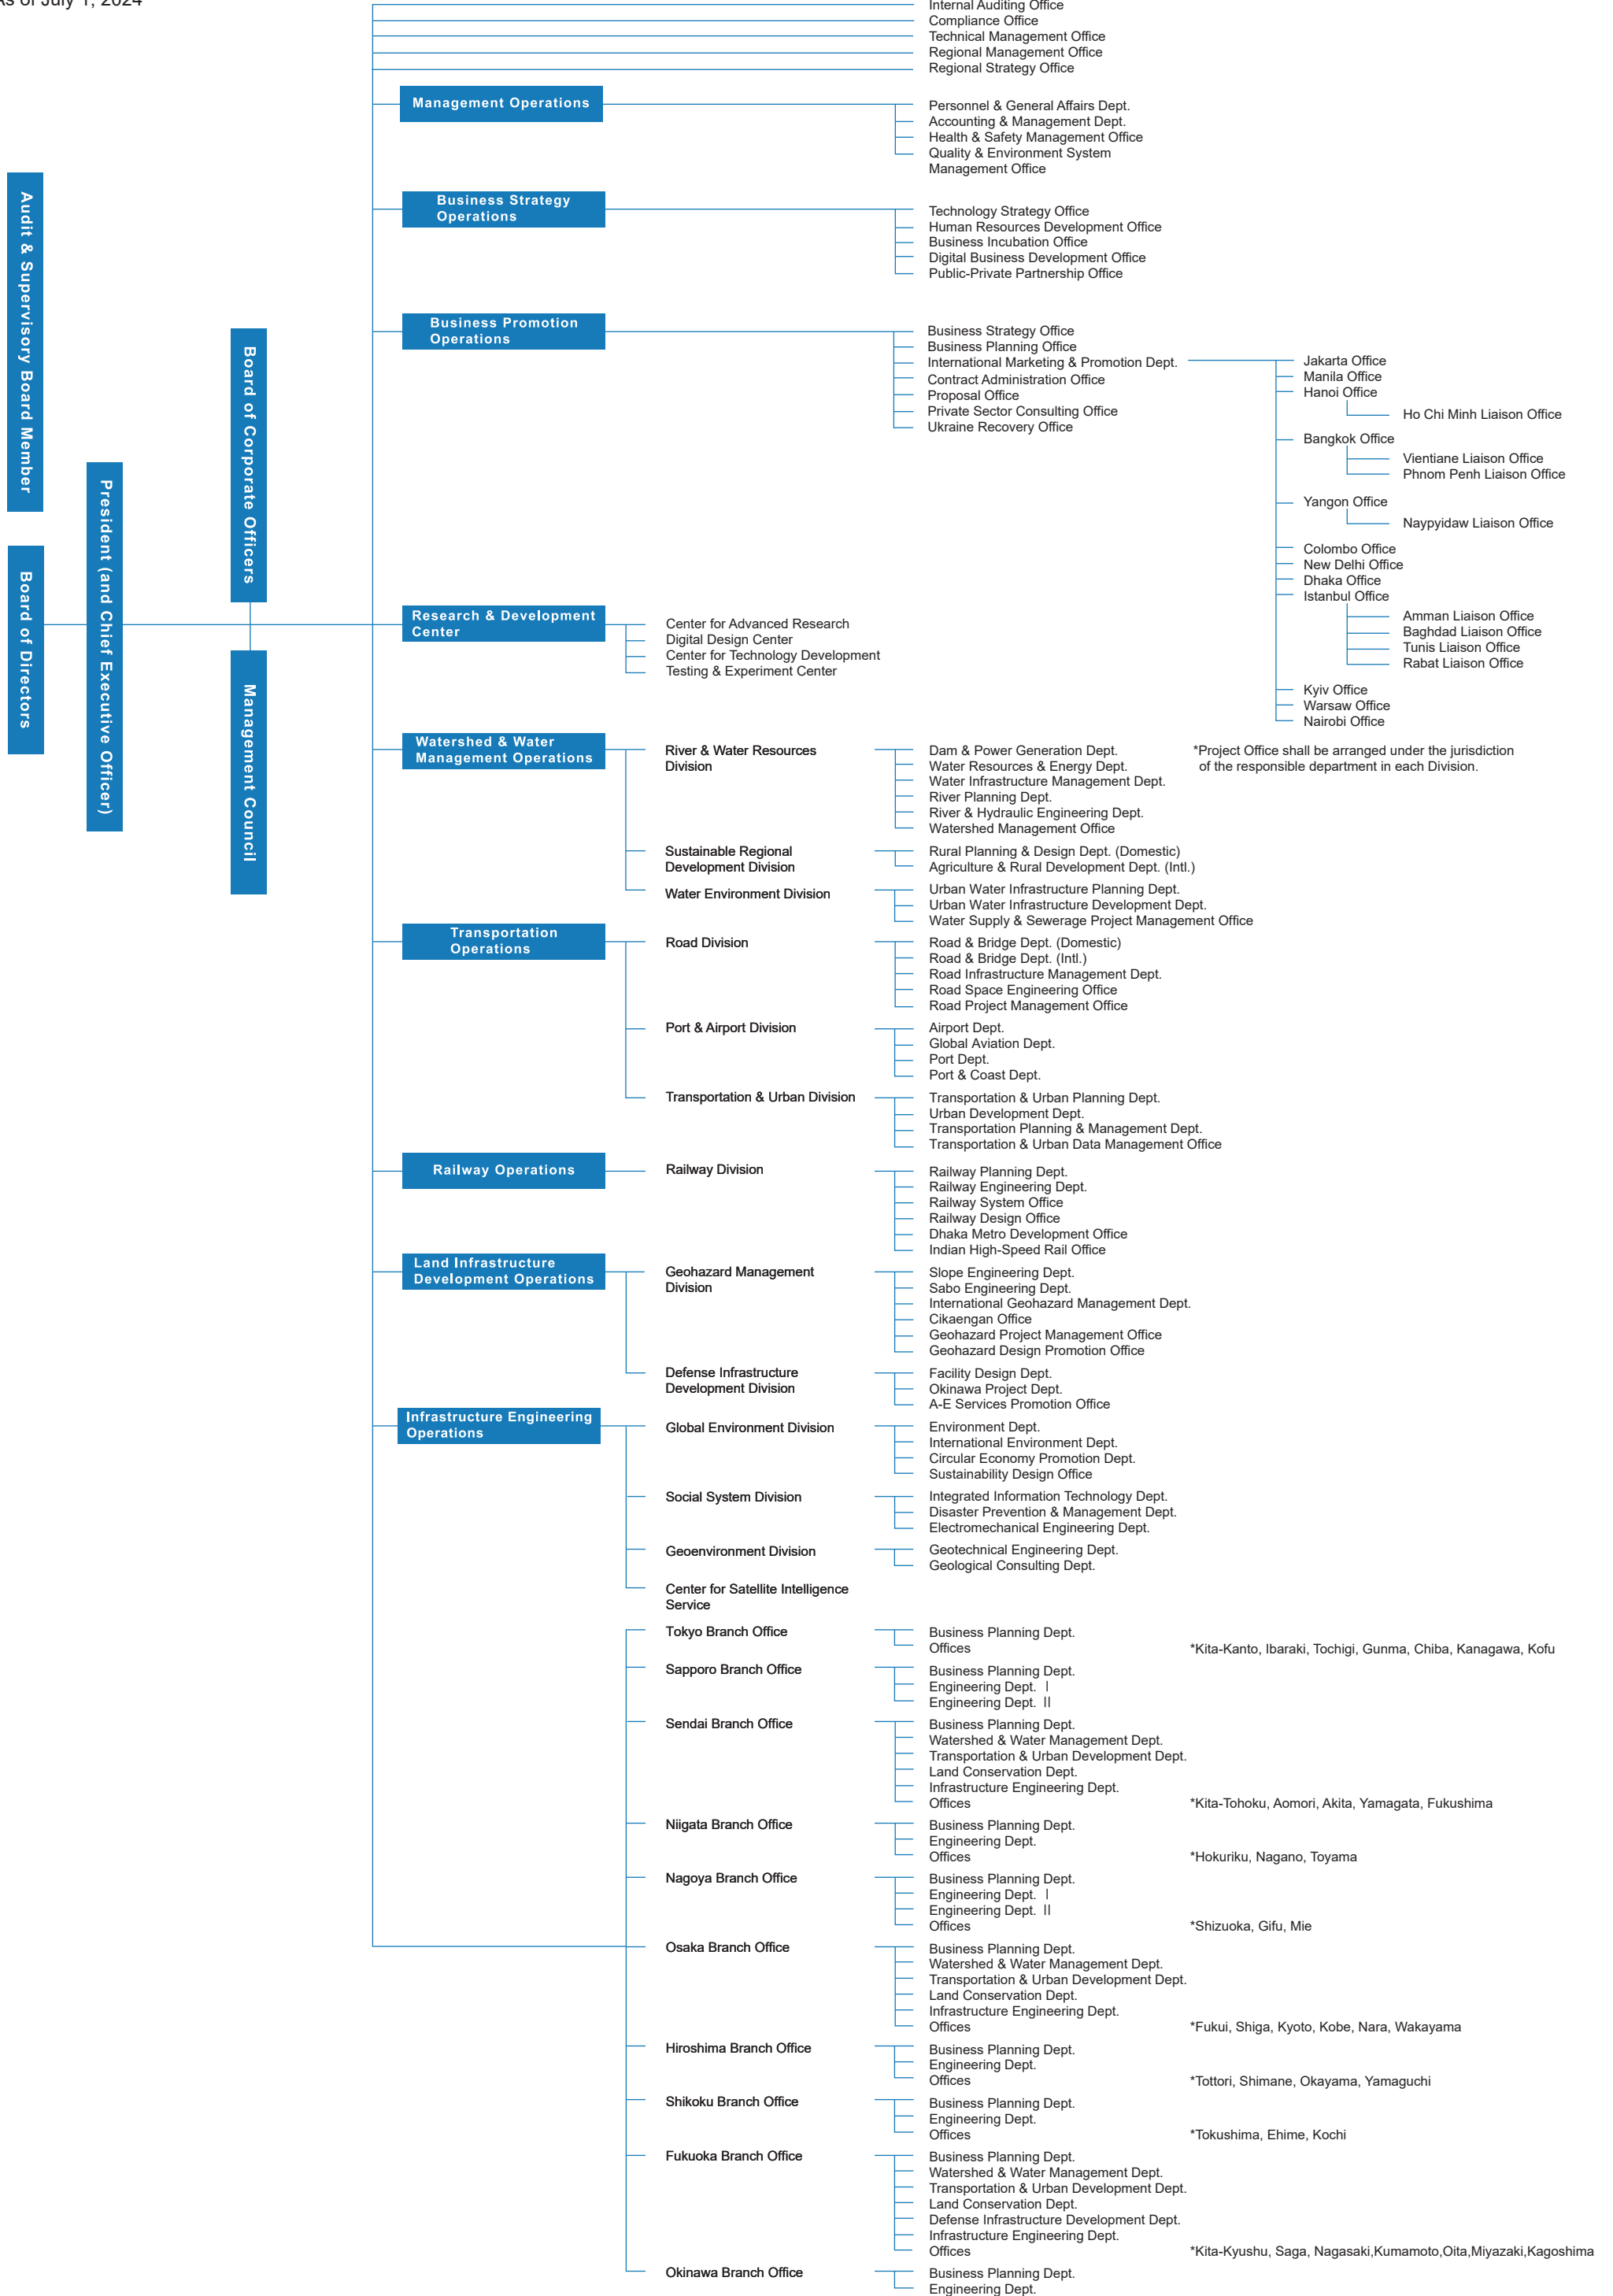 As of July 1, 2024
Internal Auditing Office
Compliance Office
Technical Management Office
Regional Management Office
Regional Strategy Office
Audit & Supervisory Board Member
Board of Directors
President (and Chief Executive Officer)
Board of Corporate Officers
Management Council
Management Operations
Personnel & General Affairs Dept.
Accounting & Management Dept.
Health & Safety Management Office
Quality & Environment System
Management Office
Business Strategy
Operations
Technology Strategy Office
Human Resources Development Office
Business Incubation Office
Digital Business Development Office
Public-Private Partnership Office
Business Promotion
Operations
Business Strategy Office
Business Planning Office
International Marketing & Promotion Dept.
Contract Administration Office
Proposal Office
Private Sector Consulting Office
Ukraine Recovery Office
Jakarta Office
Manila Office
Hanoi Office
Ho Chi Minh Liaison Office
Bangkok Office
Vientiane Liaison Office
Phnom Penh Liaison Office
Yangon Office
Naypyidaw Liaison Office
Colombo Office
New Delhi Office
Dhaka Office
Istanbul Office
Amman Liaison Office
Baghdad Liaison Office
Tunis Liaison Office
Rabat Liaison Office
Kyiv Office
Warsaw Office
Nairobi Office
Research & Development
Center
Center for Advanced Research
Digital Design Center
Center for Technology Development
Testing & Experiment Center
Watershed & Water
Management Operations
River & Water Resources
Division
Dam & Power Generation Dept.
Water Resources & Energy Dept.
Water Infrastructure Management Dept.
River Planning Dept.
River & Hydraulic Engineering Dept.
Watershed Management Office
*Project Office shall be arranged under the jurisdiction
of the responsible department in each Division.
Sustainable Regional
Development Division
Rural Planning & Design Dept. (Domestic)
Agriculture & Rural Development Dept. (Intl.)
Water Environment Division
Urban Water Infrastructure Planning Dept.
Urban Water Infrastructure Development Dept.
Water Supply & Sewerage Project Management Office
Transportation
Operations
Road Division
Road & Bridge Dept. (Domestic)
Road & Bridge Dept. (Intl.)
Road Infrastructure Management Dept.
Road Space Engineering Office
Road Project Management Office
Port & Airport Division
Airport Dept.
Global Aviation Dept.
Port Dept.
Port & Coast Dept.
Transportation & Urban Division
Transportation & Urban Planning Dept.
Urban Development Dept.
Transportation Planning & Management Dept.
Transportation & Urban Data Management Office
Railway Operations
Railway Division
Railway Planning Dept.
Railway Engineering Dept.
Railway System Office
Railway Design Office
Dhaka Metro Development Office
Indian High-Speed Rail Office
Land Infrastructure
Development Operations
Geohazard Management
Division
Slope Engineering Dept.
Sabo Engineering Dept.
International Geohazard Management Dept.
Cikaengan Office
Geohazard Project Management Office
Geohazard Design Promotion Office
Defense Infrastructure
Development Division
Facility Design Dept.
Okinawa Project Dept.
A-E Services Promotion Office
Infrastructure Engineering
Operations
Global Environment Division
Environment Dept.
International Environment Dept.
Circular Economy Promotion Dept.
Sustainability Design Office
Social System Division
Integrated Information Technology Dept.
Disaster Prevention & Management Dept.
Electromechanical Engineering Dept.
Geoenvironment Division
Geotechnical Engineering Dept.
Geological Consulting Dept.
Center for Satellite Intelligence
Service
Tokyo Branch Office
Business Planning Dept.
Offices *Kita-Kanto, Ibaraki, Tochigi, Gunma, Chiba, Kanagawa, Kofu
Sapporo Branch Office
Business Planning Dept.
Engineering Dept. Ⅰ
Engineering Dept. Ⅱ
Sendai Branch Office
Business Planning Dept.
Watershed & Water Management Dept.
Transportation & Urban Development Dept.
Land Conservation Dept.
Infrastructure Engineering Dept.
Offices *Kita-Tohoku, Aomori, Akita, Yamagata, Fukushima
Niigata Branch Office
Business Planning Dept.
Engineering Dept.
Offices *Hokuriku, Nagano, Toyama
Nagoya Branch Office
Business Planning Dept.
Engineering Dept. Ⅰ
Engineering Dept. Ⅱ
Offices *Shizuoka, Gifu, Mie
Osaka Branch Office
Business Planning Dept.
Watershed & Water Management Dept.
Transportation & Urban Development Dept.
Land Conservation Dept.
Infrastructure Engineering Dept.
Offices *Fukui, Shiga, Kyoto, Kobe, Nara, Wakayama
Hiroshima Branch Office
Business Planning Dept.
Engineering Dept.
Offices *Tottori, Shimane, Okayama, Yamaguchi
Shikoku Branch Office
Business Planning Dept.
Engineering Dept.
Offices *Tokushima, Ehime, Kochi
Fukuoka Branch Office
Business Planning Dept.
Watershed & Water Management Dept.
Transportation & Urban Development Dept.
Land Conservation Dept.
Defense Infrastructure Development Dept.
Infrastructure Engineering Dept.
Offices *Kita-Kyushu, Saga, Nagasaki,Kumamoto,Oita,Miyazaki,Kagoshima
Okinawa Branch Office
Business Planning Dept.
Engineering Dept.